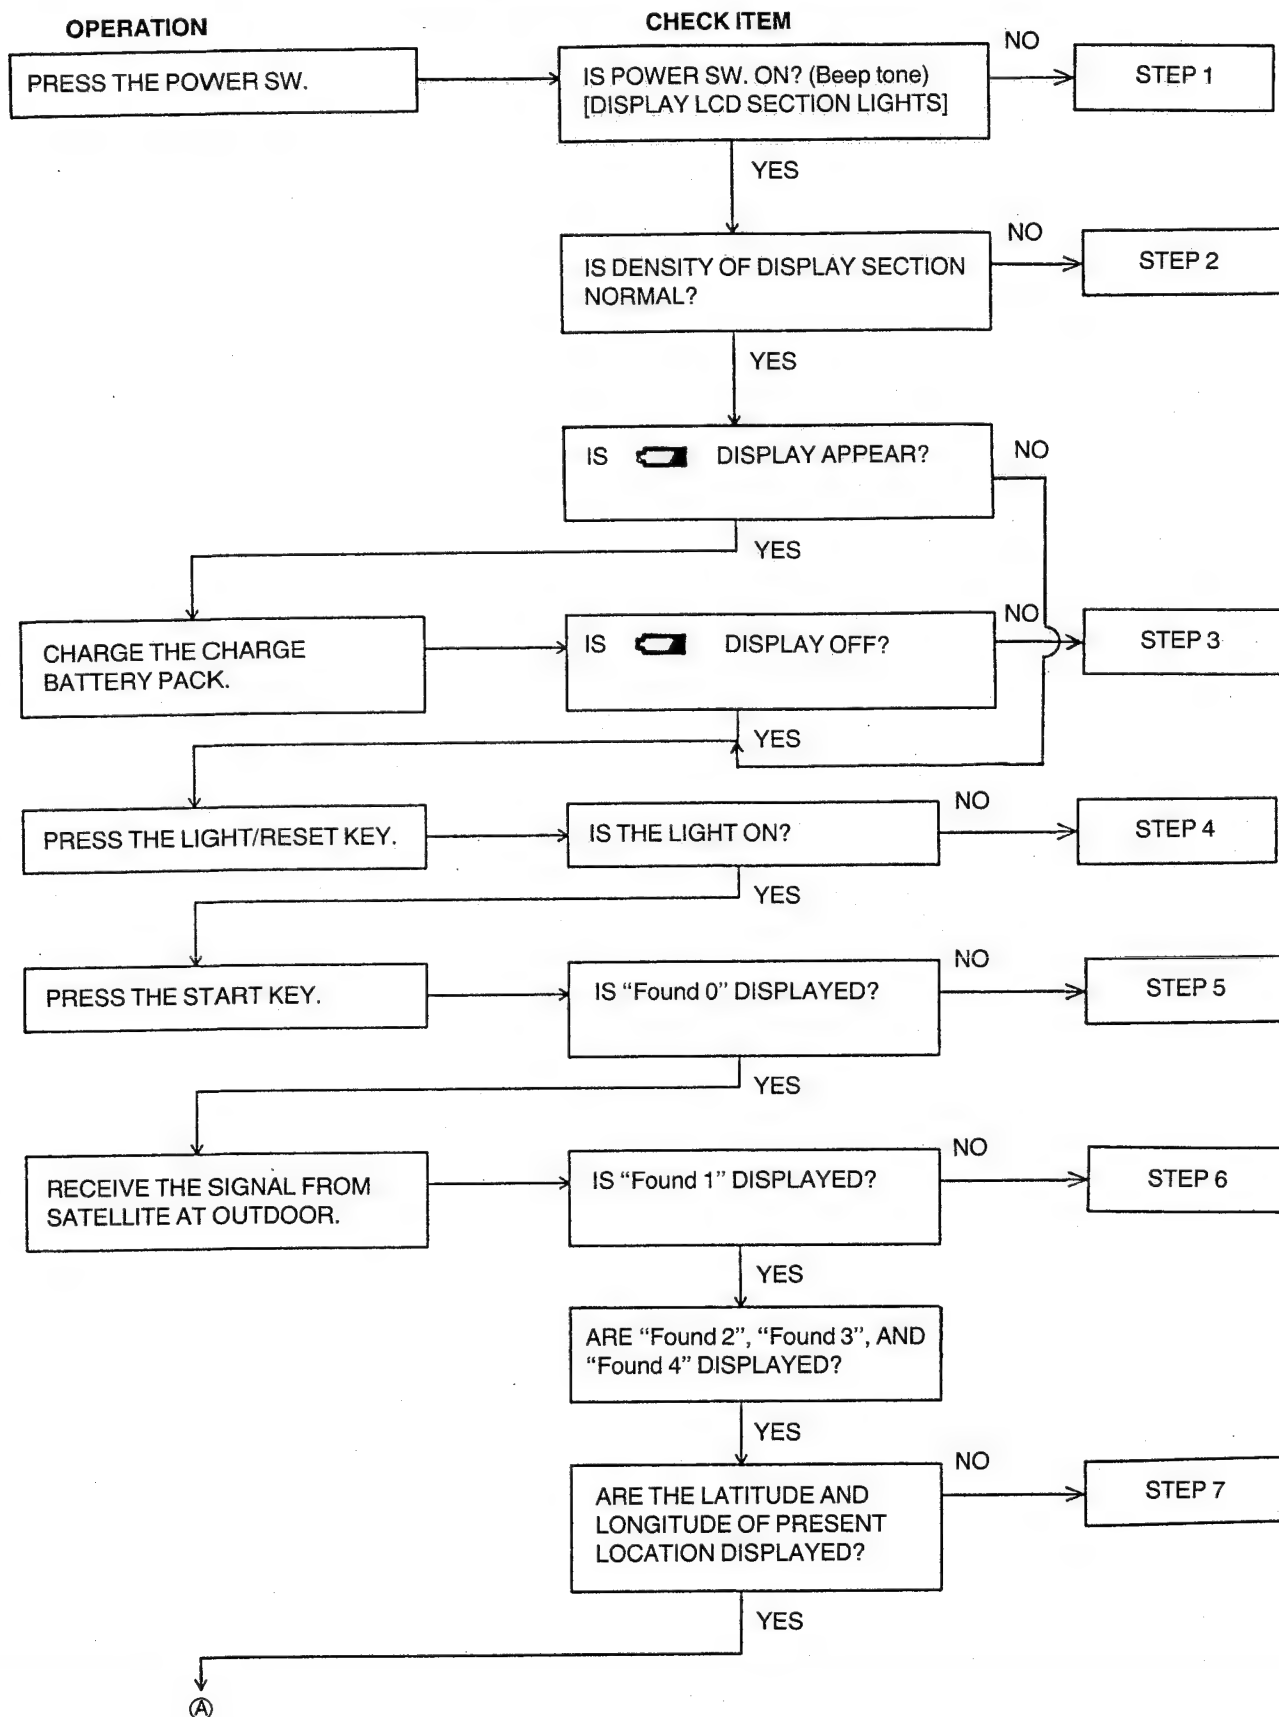 OPERATION
CHECK ITEM
PRESS THE POWER SW.
IS POWER SW. ON? (Beep tone)
[DISPLAY LCD SECTION LIGHTS]
NO
STEP 1
YES
IS DENSITY OF DISPLAY SECTION
NORMAL?
NO
STEP 2
YES
IS DISPLAY APPEAR?
NO
YES
CHARGE THE CHARGE
BATTERY PACK.
IS DISPLAY OFF?
NO
STEP 3
YES
PRESS THE LIGHT/RESET KEY.
IS THE LIGHT ON?
NO
STEP 4
YES
PRESS THE START KEY.
IS “Found 0” DISPLAYED?
NO
STEP 5
YES
RECEIVE THE SIGNAL FROM
SATELLITE AT OUTDOOR.
IS “Found 1” DISPLAYED?
NO
STEP 6
YES
ARE “Found 2”, “Found 3”, AND
“Found 4” DISPLAYED?
YES
ARE THE LATITUDE AND
LONGITUDE OF PRESENT
LOCATION DISPLAYED?
NO
STEP 7
YES
Ⓐ